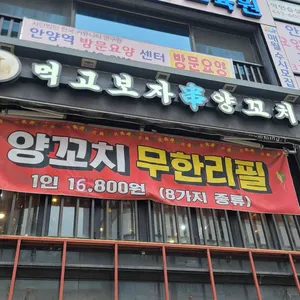 안양역 방문요양 센터 방문요양
먹고보자 串 양꼬치
양꼬치 무한리필
1인 16,800원 (8가지 종류)